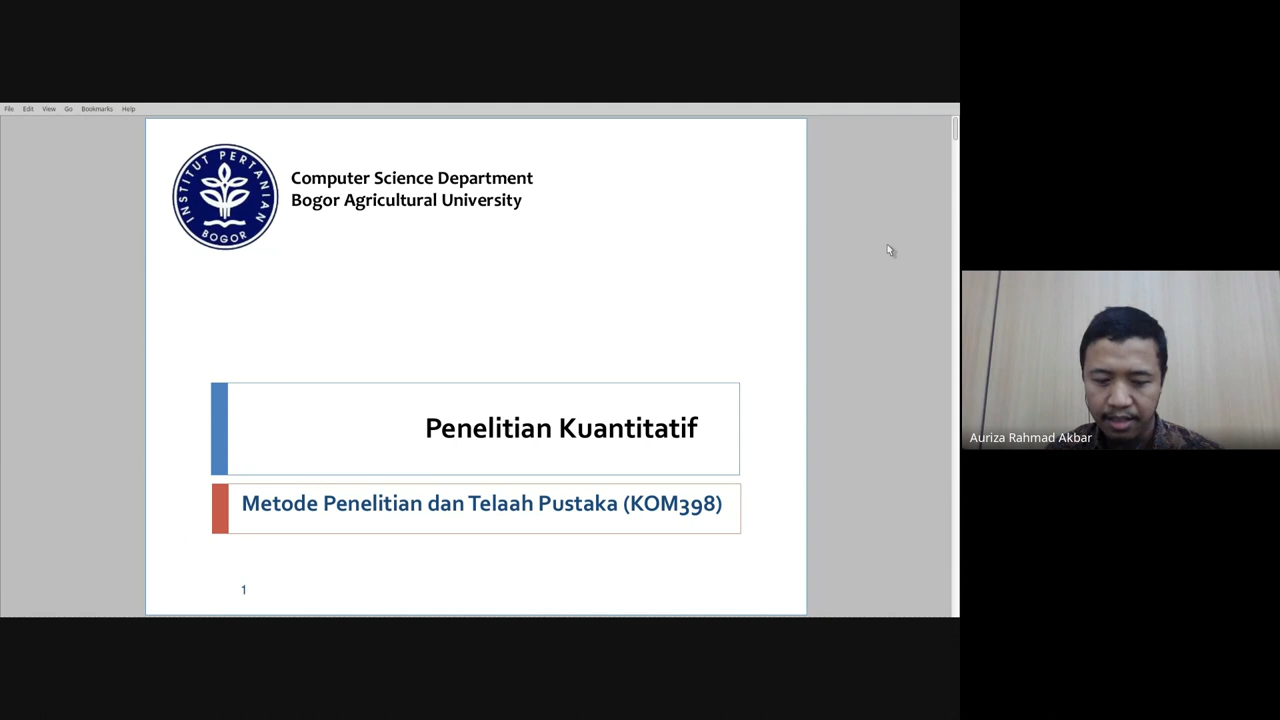 File Edit View Go Bookmarks Help
INSTITUT PERTANIAN
BOGOR
Computer Science Department
Bogor Agricultural University
Penelitian Kuantitatif
Metode Penelitian dan Telaah Pustaka (KOM398)
1
Auriza Rahmad Akbar